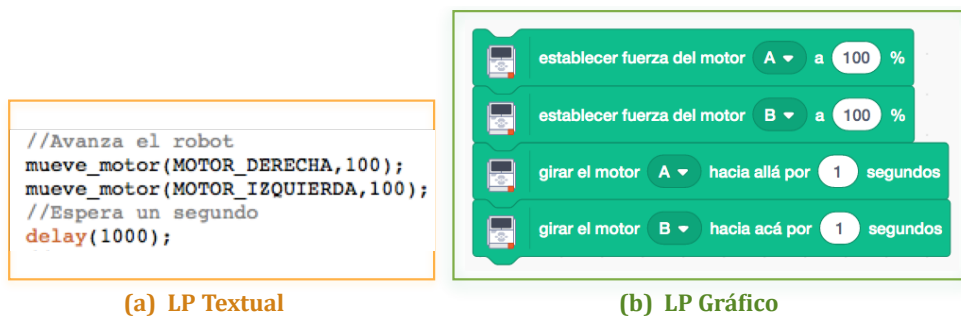 //Avanza el robot
mueve_motor(MOTOR_DERECHA,100);
mueve_motor(MOTOR_IZQUIERDA,100);
//Espera un segundo
delay(1000);
(a) LP Textual
establecer fuerza del motor A a 100 %
establecer fuerza del motor B a 100 %
girar el motor A hacia allá por 1 segundos
girar el motor B hacia acá por 1 segundos
(b) LP Gráfico